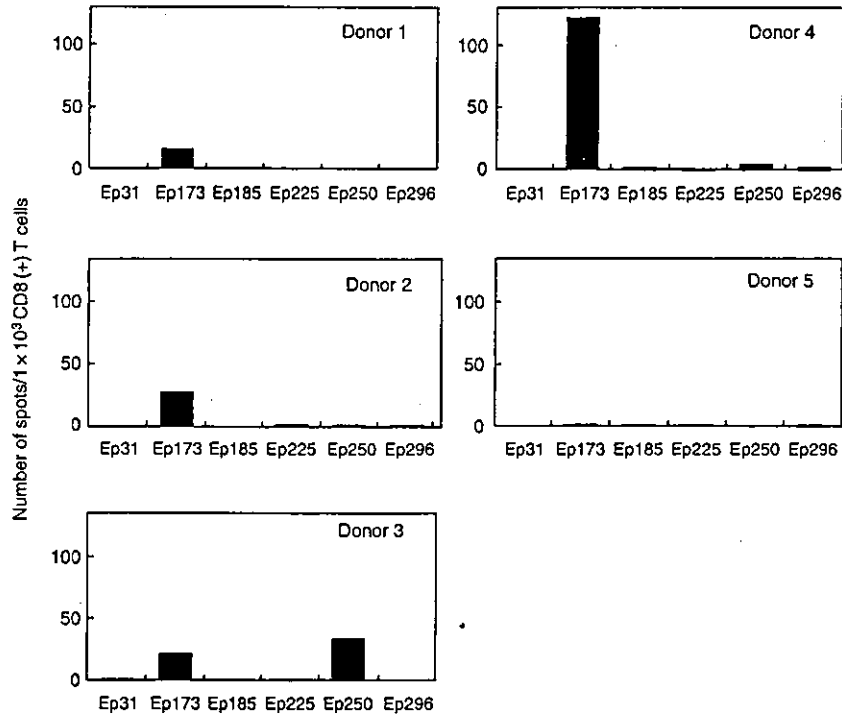 Number of spots/1 × 10³ CD8 (+) T cells
Donor 1
100
50
0
Ep31 Ep173 Ep185 Ep225 Ep250 Ep296
Donor 4
100
50
0
Ep31 Ep173 Ep185 Ep225 Ep250 Ep296
Donor 2
100
50
0
Ep31 Ep173 Ep185 Ep225 Ep250 Ep296
Donor 5
100
50
0
Ep31 Ep173 Ep185 Ep225 Ep250 Ep296
Donor 3
100
50
0
Ep31 Ep173 Ep185 Ep225 Ep250 Ep296